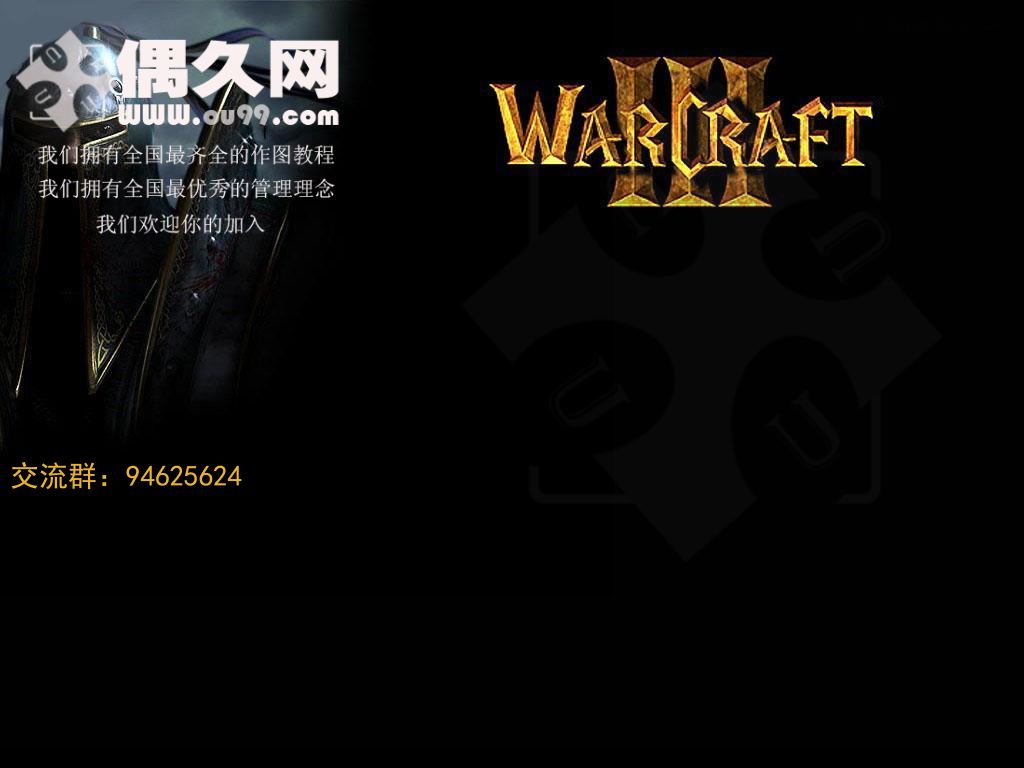 偶久网
www.ou99.com
我们拥有全国最齐全的作图教程
我们拥有全国最优秀的管理理念
我们欢迎你的加入
WARCRAFT
III
交流群：94625624
U
U
U
U